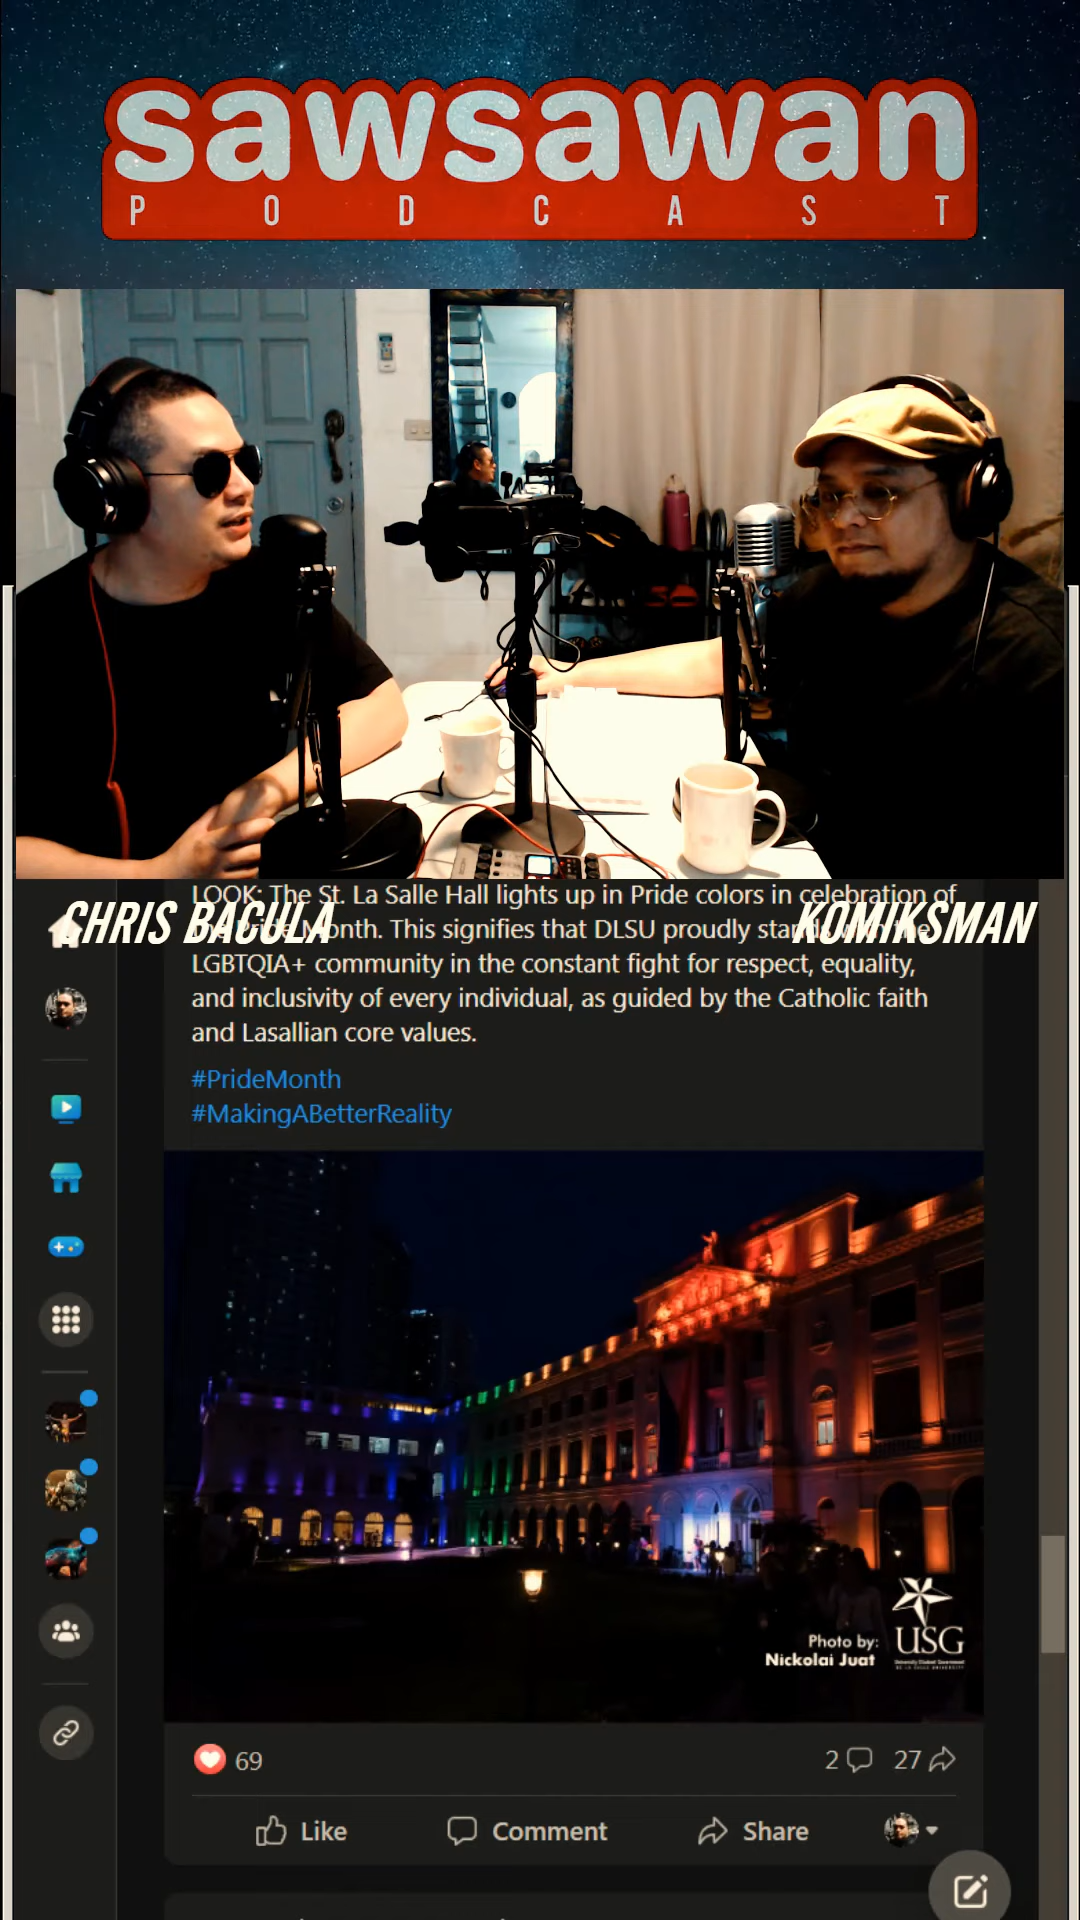 sawsawan
PODCAST
LOOK: The St. La Salle Hall lights up in Pride colors in celebration of
CHRIS BACULA
KOMIKSMAN
Month. This signifies that DLSU proudly
LGBTQIA+ community in the constant fight for respect, equality,
and inclusivity of every individual, as guided by the Catholic faith
and Lasallian core values.
#PrideMonth
#MakingABetterReality
Photo by:
Nickolai Juat
USG
69
2
27
Like
Comment
Share